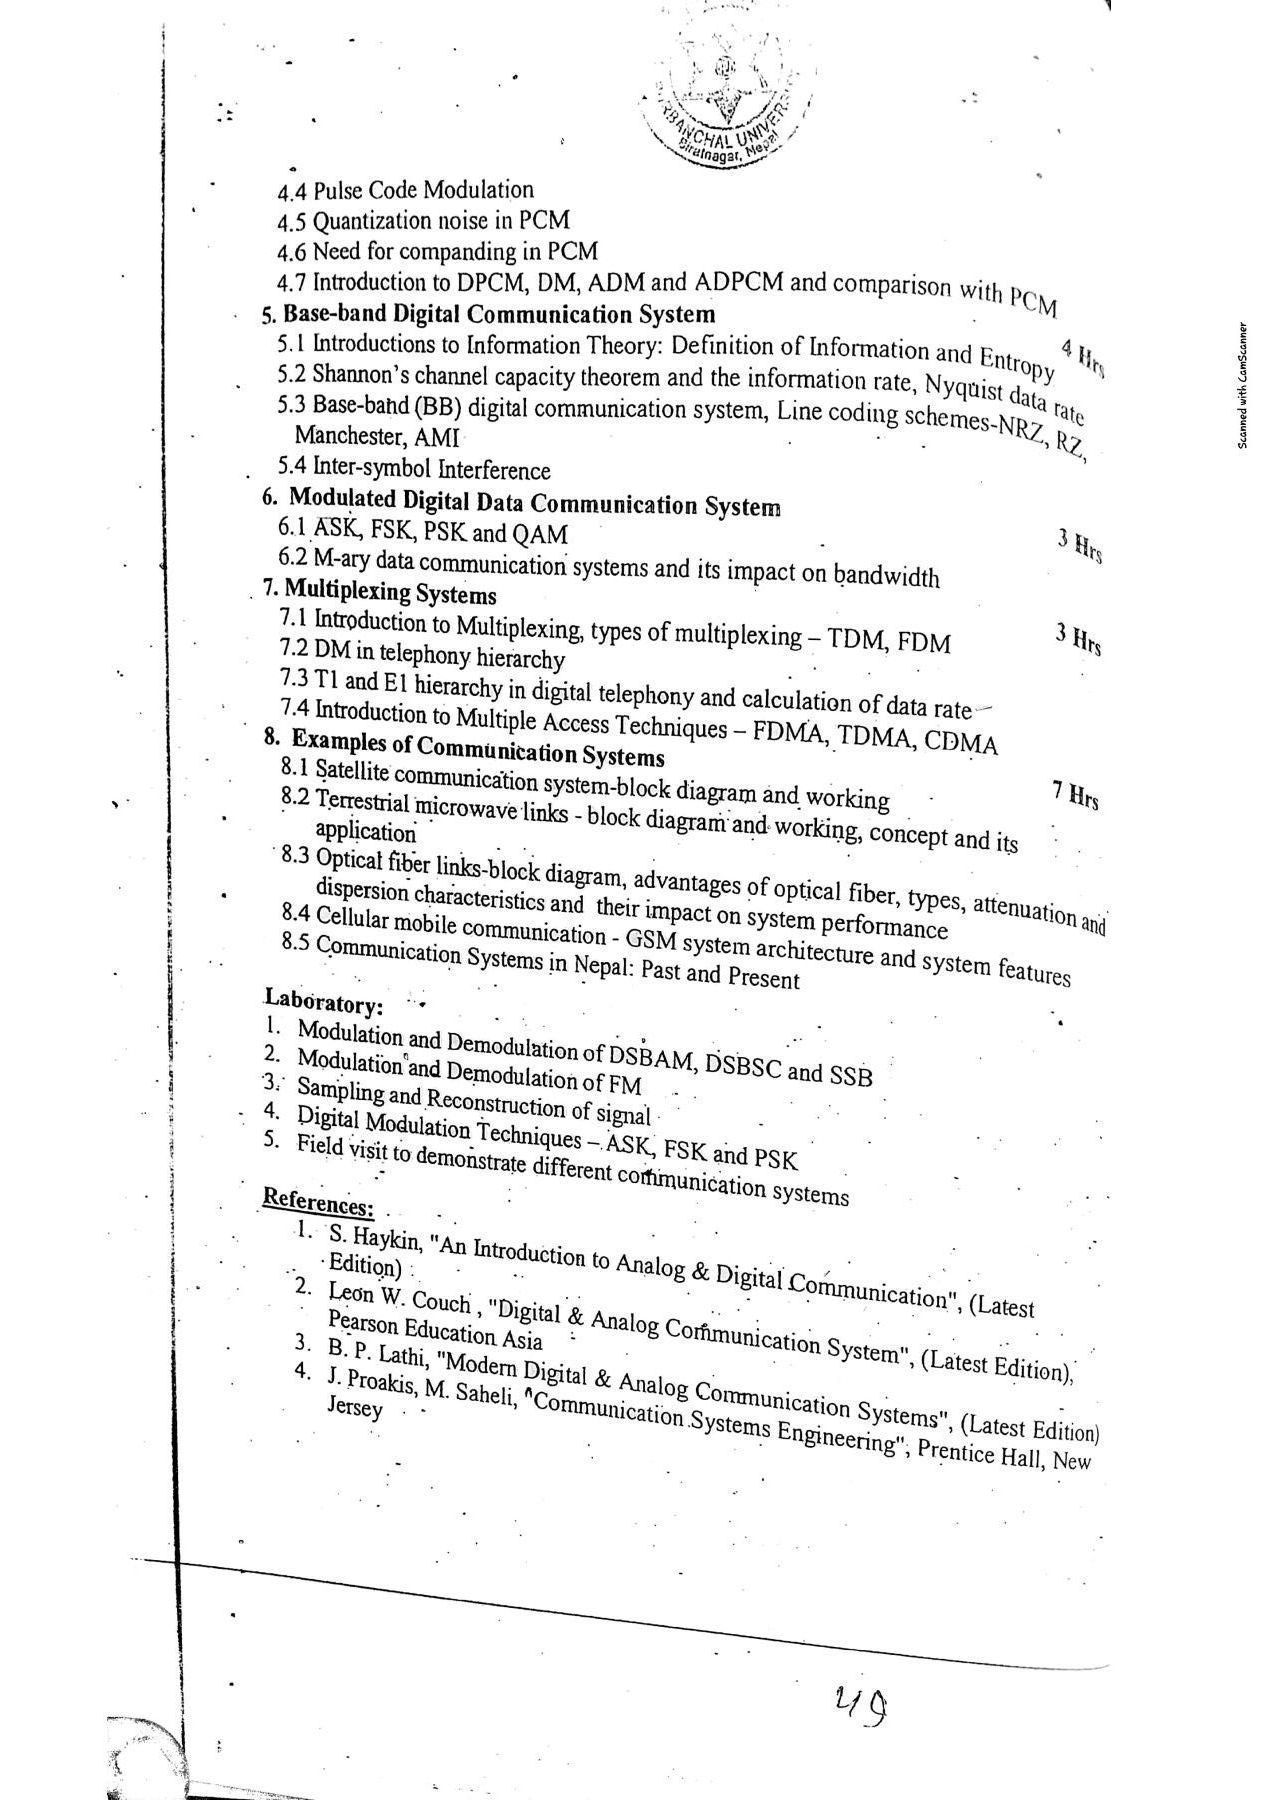 PURBANCHAL UNIVERSITY
Biratnagar, Nepal
4.4 Pulse Code Modulation
4.5 Quantization noise in PCM
4.6 Need for companding in PCM
4.7 Introduction to DPCM, DM, ADM and ADPCM and comparison with PCM
5. Base-band Digital Communication System 4 Hrs
5.1 Introductions to Information Theory: Definition of Information and Entropy
5.2 Shannon's channel capacity theorem and the information rate, Nyquist data rate
5.3 Base-band (BB) digital communication system, Line coding schemes-NRZ, RZ,
Manchester, AMI
5.4 Inter-symbol Interference
6. Modulated Digital Data Communication System 3 Hrs
6.1 ASK, FSK, PSK and QAM
6.2 M-ary data communication systems and its impact on bandwidth
7. Multiplexing Systems 3 Hrs
7.1 Introduction to Multiplexing, types of multiplexing – TDM, FDM
7.2 DM in telephony hierarchy
7.3 T1 and E1 hierarchy in digital telephony and calculation of data rate
7.4 Introduction to Multiple Access Techniques – FDMA, TDMA, CDMA
8. Examples of Communication Systems 7 Hrs
8.1 Satellite communication system-block diagram and working
8.2 Terrestrial microwave links - block diagram and working, concept and its
application
8.3 Optical fiber links-block diagram, advantages of optical fiber, types, attenuation and
dispersion characteristics and their impact on system performance
8.4 Cellular mobile communication - GSM system architecture and system features
8.5 Communication Systems in Nepal: Past and Present
Laboratory:
1. Modulation and Demodulation of DSBAM, DSBSC and SSB
2. Modulation and Demodulation of FM
3. Sampling and Reconstruction of signal
4. Digital Modulation Techniques – ASK, FSK and PSK
5. Field visit to demonstrate different communication systems
References:
1. S. Haykin, "An Introduction to Analog & Digital Communication", (Latest
Edition)
2. Leon W. Couch , "Digital & Analog Communication System", (Latest Edition),
Pearson Education Asia
3. B. P. Lathi, "Modern Digital & Analog Communication Systems", (Latest Edition)
4. J. Proakis, M. Saheli, "Communication Systems Engineering", Prentice Hall, New
Jersey
49
Scanned with CamScanner